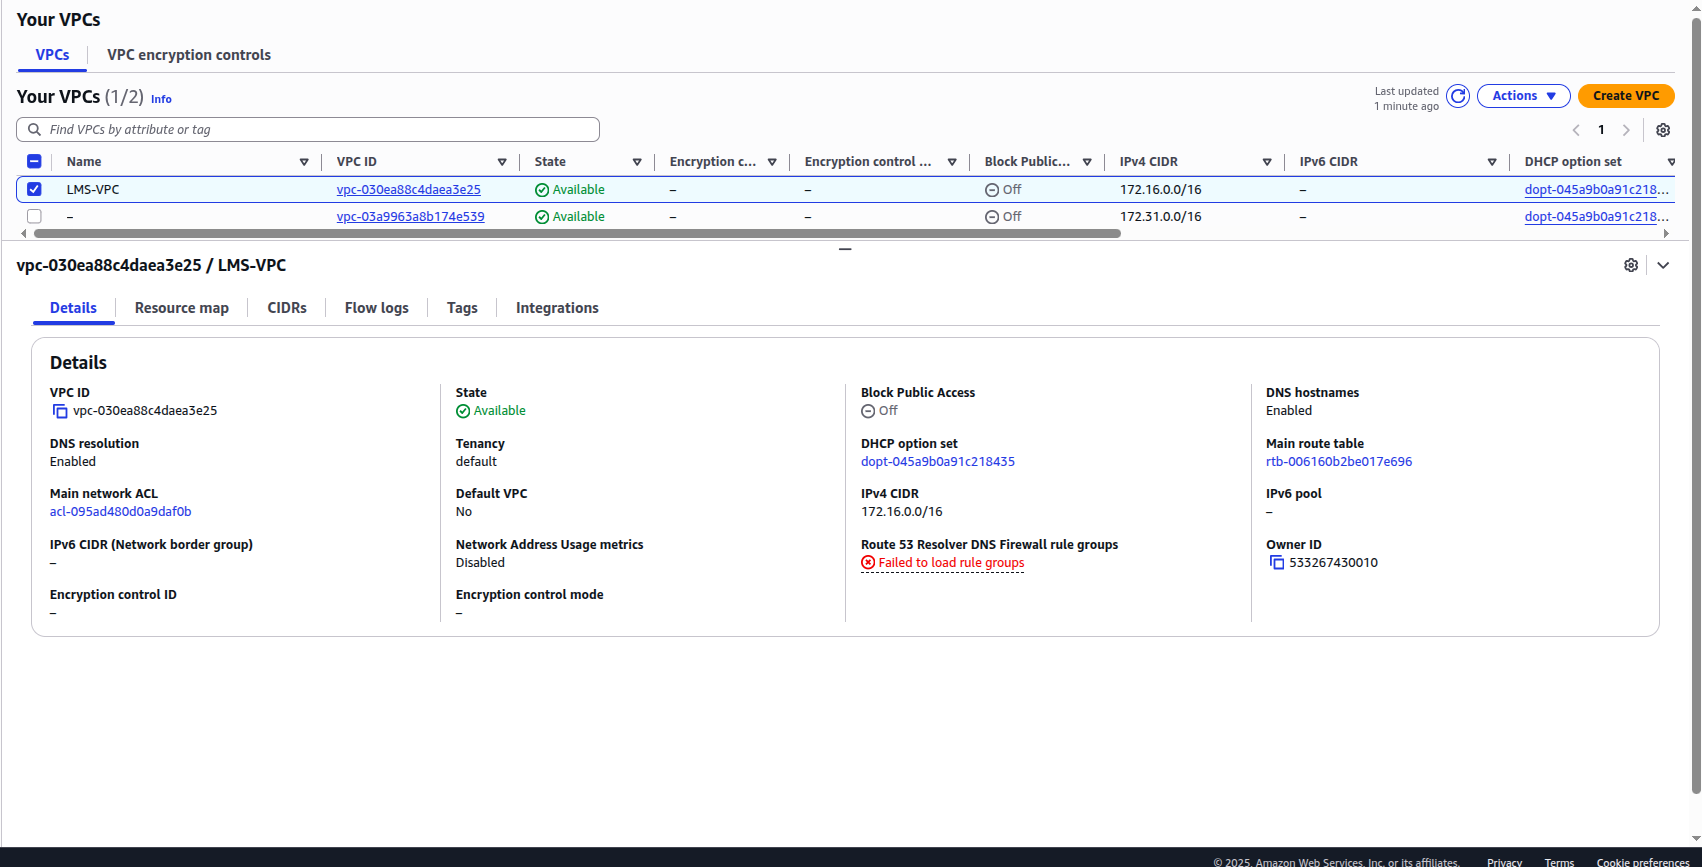 Your VPCs
VPCs
VPC encryption controls
Your VPCs (1/2) Info
Last updated
1 minute ago
Actions
Create VPC
Find VPCs by attribute or tag
1
Name VPC ID State Encryption c... Encryption control ... Block Public... IPv4 CIDR IPv6 CIDR DHCP option set
LMS-VPC vpc-030ea88c4daea3e25 Available – – Off 172.16.0.0/16 – dopt-045a9b0a91c218...
– vpc-03a9963a8b174e539 Available – – Off 172.31.0.0/16 – dopt-045a9b0a91c218...
vpc-030ea88c4daea3e25 / LMS-VPC
Details Resource map CIDRs Flow logs Tags Integrations
Details
VPC ID
vpc-030ea88c4daea3e25
State
Available
Block Public Access
Off
DNS hostnames
Enabled
DNS resolution
Enabled
Tenancy
default
DHCP option set
dopt-045a9b0a91c218435
Main route table
rtb-006160b2be017e696
Main network ACL
acl-095ad480d0a9daf0b
Default VPC
No
IPv4 CIDR
172.16.0.0/16
IPv6 pool
–
IPv6 CIDR (Network border group)
–
Network Address Usage metrics
Disabled
Route 53 Resolver DNS Firewall rule groups
Failed to load rule groups
Owner ID
533267430010
Encryption control ID
–
Encryption control mode
–
© 2025, Amazon Web Services, Inc. or its affiliates. Privacy Terms Cookie preferences